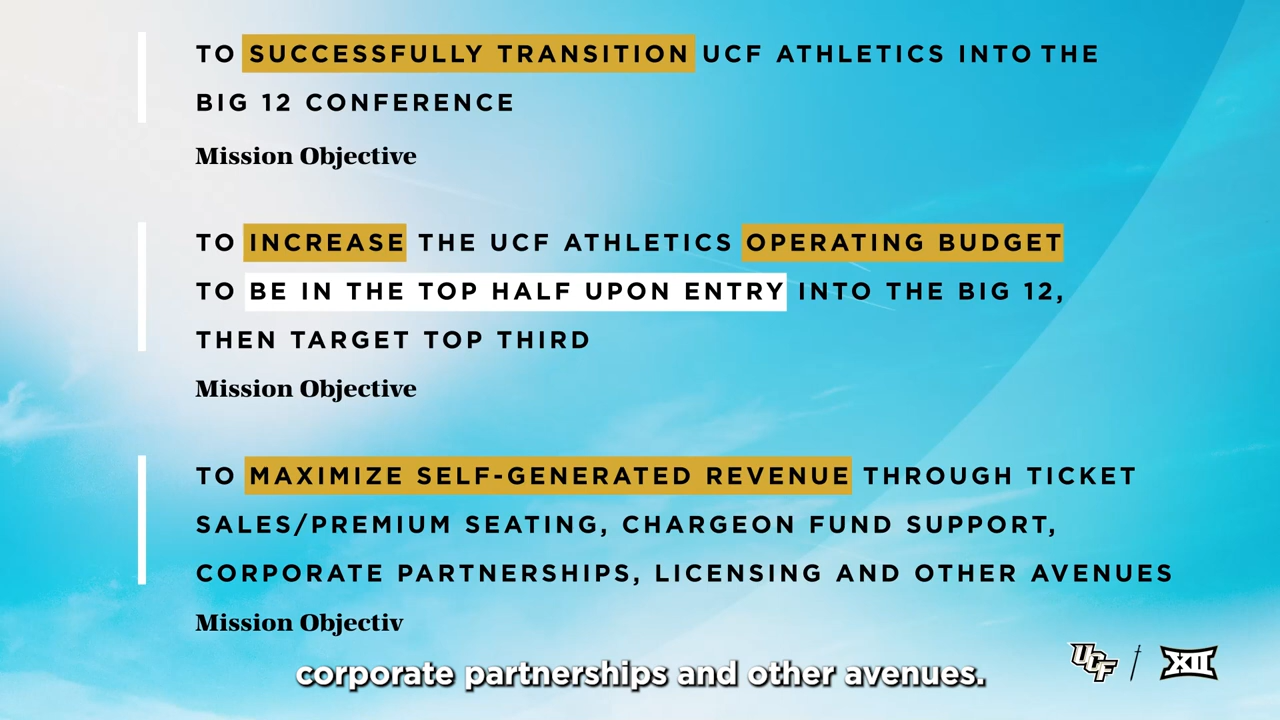 TO SUCCESSFULLY TRANSITION UCF ATHLETICS INTO THE
BIG 12 CONFERENCE
Mission Objective
TO INCREASE THE UCF ATHLETICS OPERATING BUDGET
TO BE IN THE TOP HALF UPON ENTRY INTO THE BIG 12,
THEN TARGET TOP THIRD
Mission Objective
TO MAXIMIZE SELF-GENERATED REVENUE THROUGH TICKET
SALES/PREMIUM SEATING, CHARGEON FUND SUPPORT,
CORPORATE PARTNERSHIPS, LICENSING AND OTHER AVENUES
Mission Objectiv
corporate partnerships and other avenues.
UCF / XII